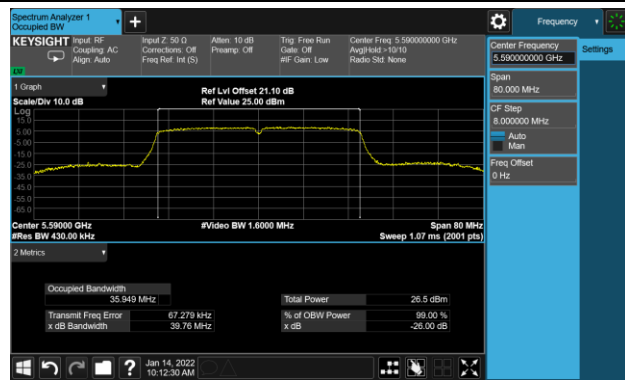 Spectrum Analyzer 1
Occupied BW
Frequency
KEYSIGHT Input: RF
Coupling: AC
Align: Auto
Input Z: 50 Ω
Corrections: Off
Freq Ref: Int (S)
Atten: 10 dB
Preamp: Off
Trig: Free Run
Gate: Off
#IF Gain: Low
Center Freq: 5.590000000 GHz
Avg|Hold:>10/10
Radio Std: None
LXI
Center Frequency
5.590000000 GHz
Settings
Span
80.000 MHz
CF Step
8.000000 MHz
Auto
Man
Freq Offset
0 Hz
1 Graph
Scale/Div 10.0 dB
Ref Lvl Offset 21.10 dB
Ref Value 25.00 dBm
Log
15.0
5.00
-5.00
-15.0
-25.0
-35.0
-45.0
-55.0
-65.0
Center 5.59000 GHz
#Res BW 430.00 kHz
#Video BW 1.6000 MHz
Span 80 MHz
Sweep 1.07 ms (2001 pts)
2 Metrics
Occupied Bandwidth
35.949 MHz
Total Power 26.5 dBm
Transmit Freq Error 67.279 kHz
% of OBW Power 99.00 %
x dB Bandwidth 39.76 MHz
x dB -26.00 dB
?
Jan 14, 2022
10:12:30 AM